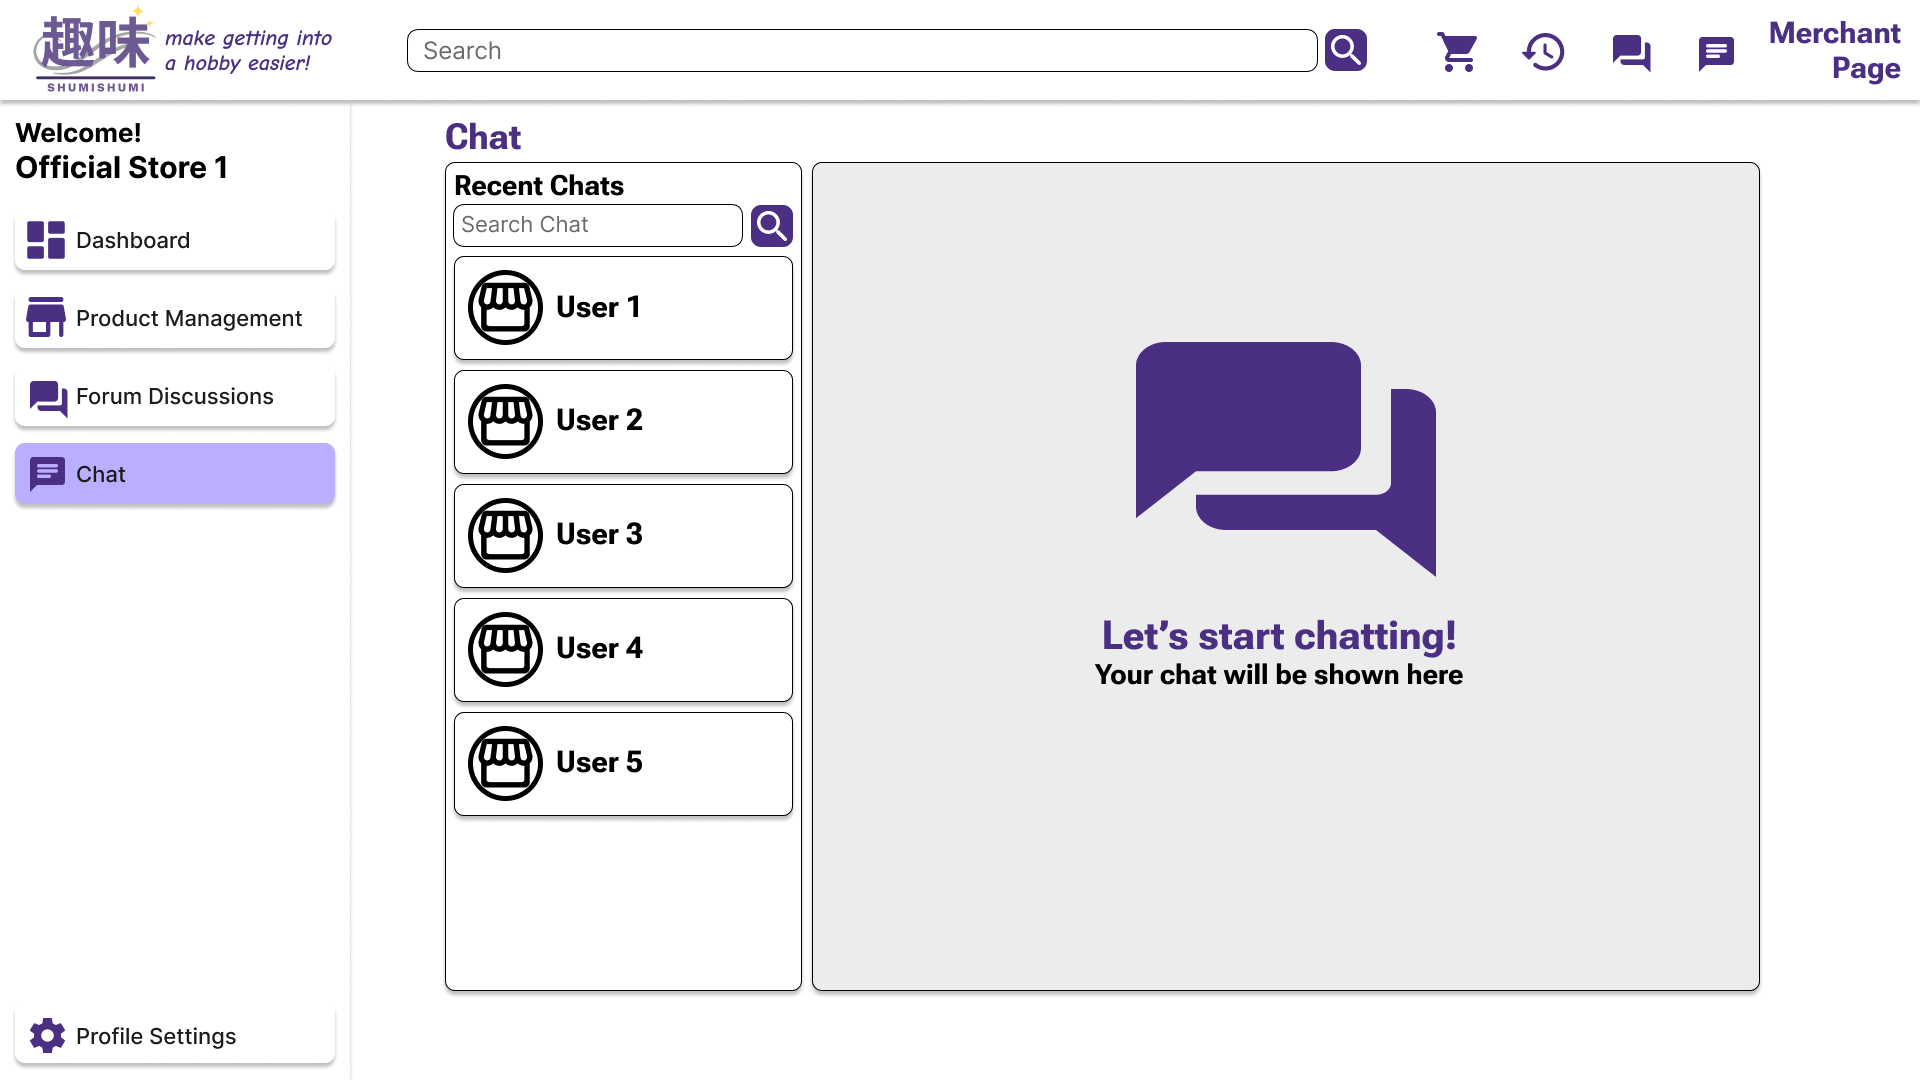 趣味
SHUMISHUMI
make getting into
a hobby easier!
Search
Merchant
Page
Welcome!
Official Store 1
Dashboard
Product Management
Forum Discussions
Chat
Profile Settings
Chat
Recent Chats
Search Chat
User 1
User 2
User 3
User 4
User 5
Let’s start chatting!
Your chat will be shown here